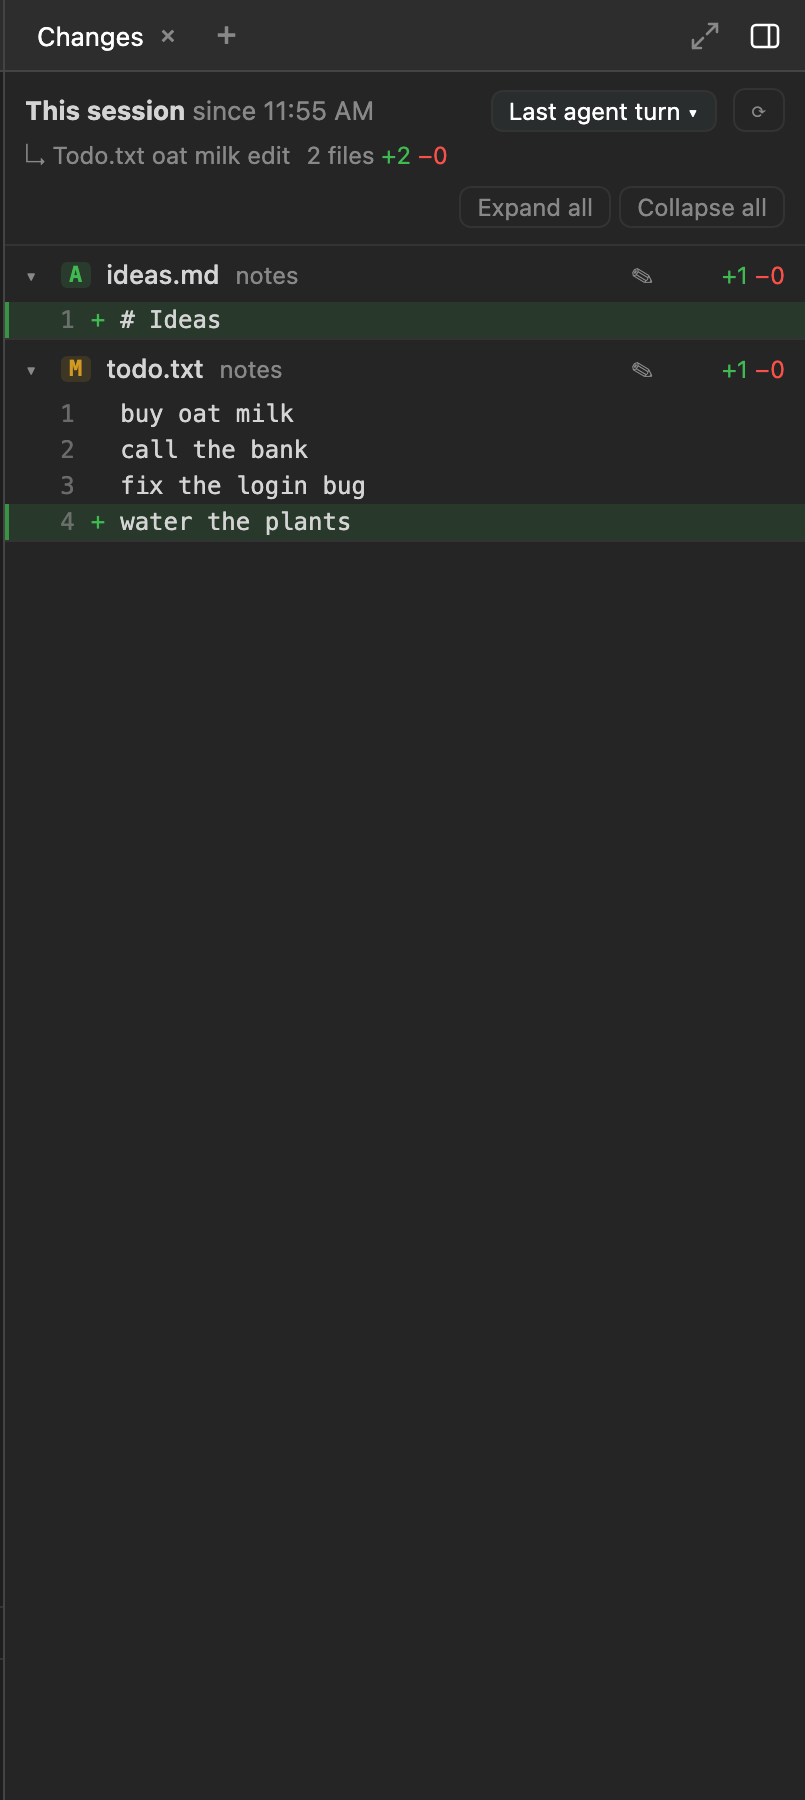 Changes × +
This session since 11:55 AM Last agent turn ▾ ⟳
Todo.txt oat milk edit 2 files +2 −0
Expand all Collapse all
▾ A ideas.md notes ✎ +1 −0
1 + # Ideas
▾ M todo.txt notes ✎ +1 −0
1 buy oat milk
2 call the bank
3 fix the login bug
4 + water the plants